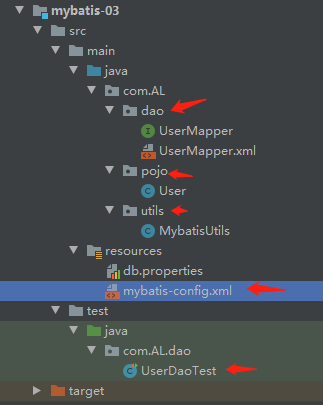 mybatis-03
src
main
java
com.AL
dao
UserMapper
UserMapper.xml
pojo
User
utils
MybatisUtils
resources
db.properties
mybatis-config.xml
test
java
com.AL.dao
UserDaoTest
target